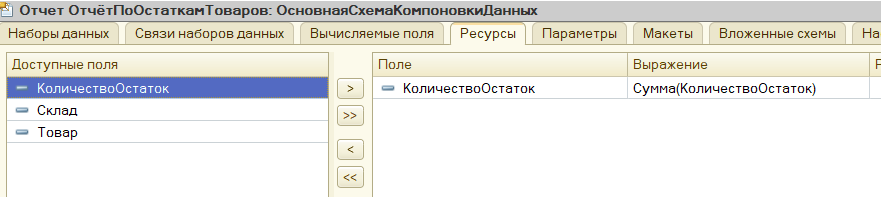 Отчет ОтчётПоОстаткамТоваров: ОсновнаяСхемаКомпоновкиДанных
Наборы данных Связи наборов данных Вычисляемые поля Ресурсы Параметры Макеты Вложенные схемы На
Доступные поля
КоличествоОстаток
Склад
Товар
>
>>
<
<<
Поле Выражение
КоличествоОстаток Сумма(КоличествоОстаток)